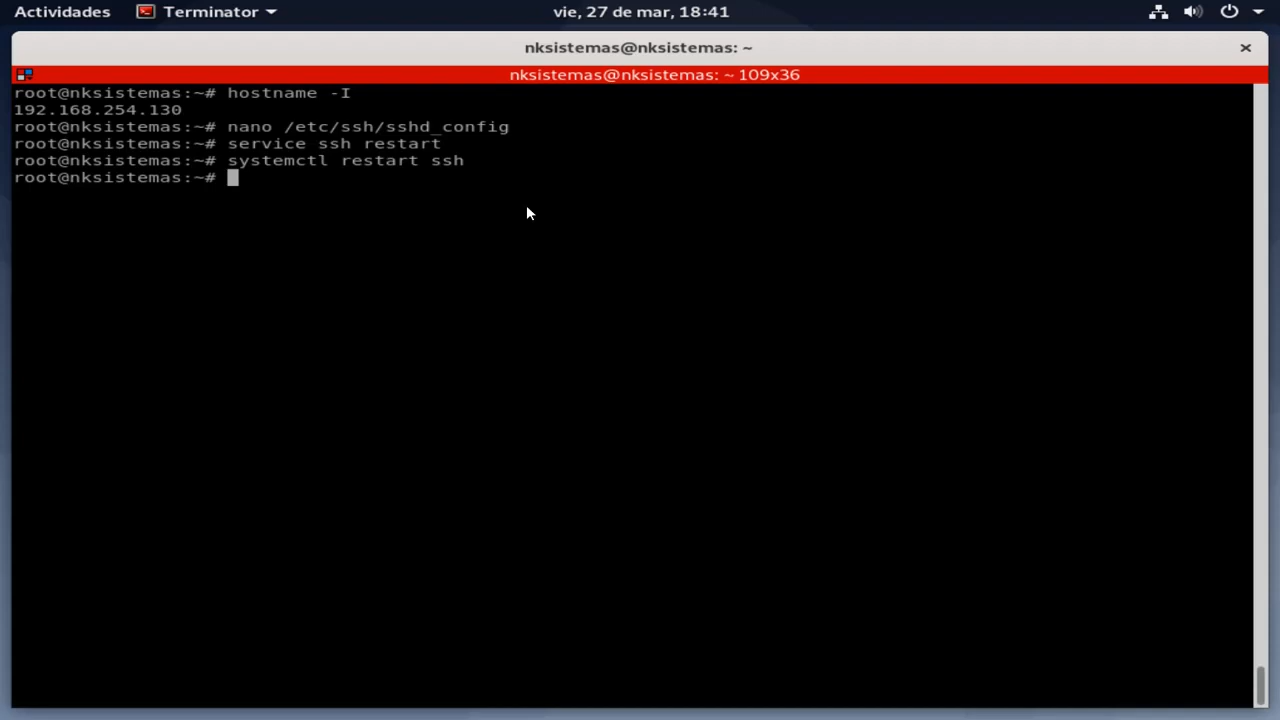 Actividades Terminator vie, 27 de mar, 18:41
nksistemas@nksistemas: ~
nksistemas@nksistemas: ~ 109x36
root@nksistemas:~# hostname -I
192.168.254.130
root@nksistemas:~# nano /etc/ssh/sshd_config
root@nksistemas:~# service ssh restart
root@nksistemas:~# systemctl restart ssh
root@nksistemas:~#